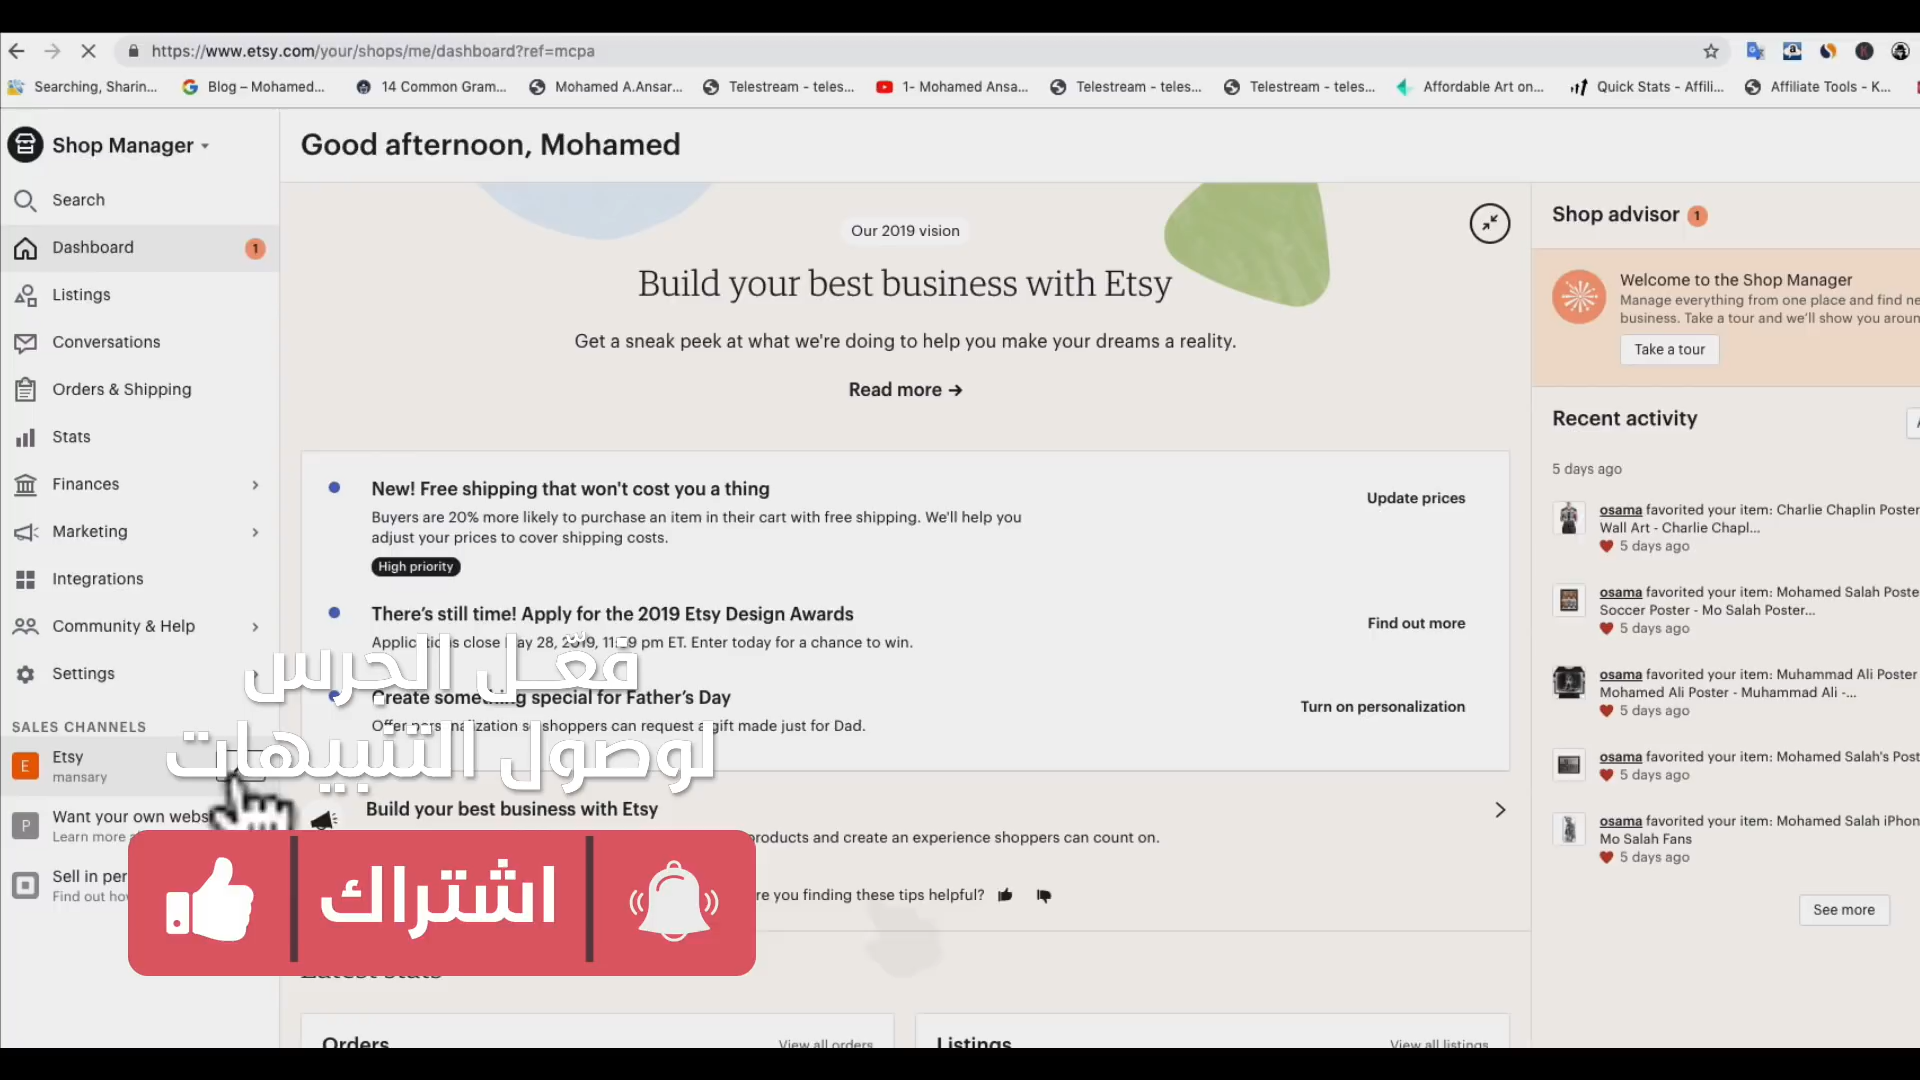 https://www.etsy.com/your/shops/me/dashboard?ref=mcpa
Searching, Sharin...
Blog – Mohamed...
14 Common Gram...
Mohamed A.Ansar...
Telestream - teles...
1- Mohamed Ansa...
Telestream - teles...
Telestream - teles...
Affordable Art on...
Quick Stats - Affili...
Affiliate Tools - K...
Shop Manager
Search
Dashboard
1
Listings
Conversations
Orders & Shipping
Stats
Finances
Marketing
Integrations
Community & Help
Settings
SALES CHANNELS
E
Etsy
mansary
P
Want your own webs
Learn more
Sell in per
Find out ho
Good afternoon, Mohamed
Our 2019 vision
Build your best business with Etsy
Get a sneak peek at what we're doing to help you make your dreams a reality.
Read more →
New! Free shipping that won't cost you a thing
Buyers are 20% more likely to purchase an item in their cart with free shipping. We'll help you
adjust your prices to cover shipping costs.
High priority
Update prices
There's still time! Apply for the 2019 Etsy Design Awards
close May 28, 2019, 11:59 pm ET. Enter today for a chance to win.
Find out more
Create something special for Father's Day
Offer personalization so shoppers can request a gift made just for Dad.
Turn on personalization
Build your best business with Etsy
products and create an experience shoppers can count on.
re you finding these tips helpful?
Latest stats
Orders
View all orders
Listings
View all listings
Shop advisor 1
Welcome to the Shop Manager
Manage everything from one place and find ne
business. Take a tour and we'll show you aroun
Take a tour
Recent activity
5 days ago
osama favorited your item: Charlie Chaplin Poster
Wall Art - Charlie Chapl...
5 days ago
osama favorited your item: Mohamed Salah Poste
Soccer Poster - Mo Salah Poster...
5 days ago
osama favorited your item: Muhammad Ali Poster
Mohamed Ali Poster - Muhammad Ali -...
5 days ago
osama favorited your item: Mohamed Salah's Post
5 days ago
osama favorited your item: Mohamed Salah iPhon
Mo Salah Fans
5 days ago
See more
فعّل الجرس
لوصول التنبيهات
اشتراك